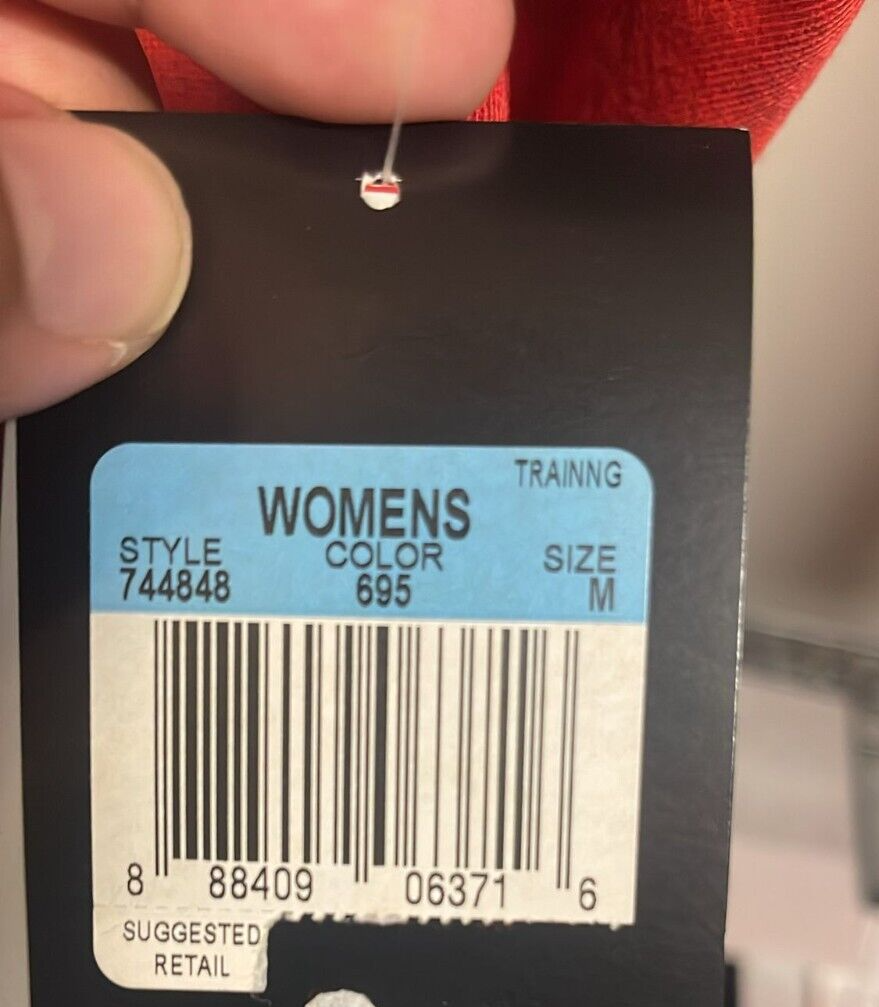 TRAINNG
WOMENS
STYLE COLOR SIZE
744848 695 M
8 88409 06371 6
SUGGESTED
RETAIL